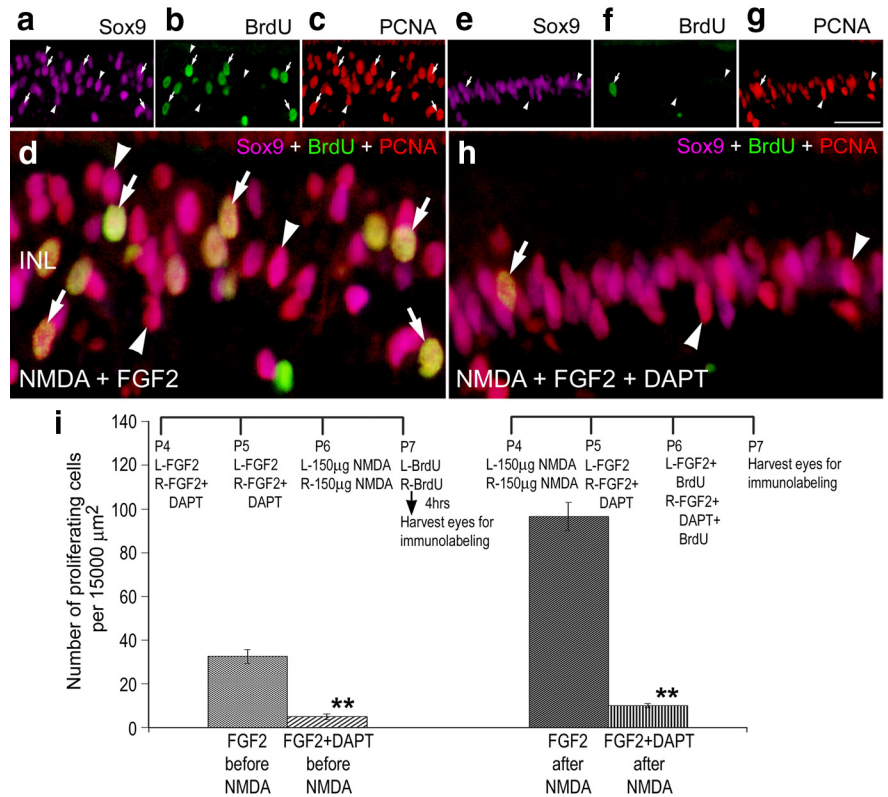 a Sox9 b BrdU c PCNA e Sox9 f BrdU g PCNA
d Sox9 + BrdU + PCNA
INL
NMDA + FGF2
h Sox9 + BrdU + PCNA
NMDA + FGF2 + DAPT
i
Number of proliferating cells
per 15000 μm2
140
120
100
80
60
40
20
0
P4
L-FGF2
R-FGF2+
DAPT
P5
L-FGF2
R-FGF2+
DAPT
P6
L-150μg NMDA
R-150μg NMDA
P7
L-BrdU
R-BrdU
4hrs
Harvest eyes for
immunolabeling
P4
L-150μg NMDA
R-150μg NMDA
P5
L-FGF2
R-FGF2+
DAPT
P6
L-FGF2+
BrdU
R-FGF2+
DAPT+
BrdU
P7
Harvest eyes for
immunolabeling
**
**
FGF2
before
NMDA
FGF2+DAPT
before
NMDA
FGF2
after
NMDA
FGF2+DAPT
after
NMDA